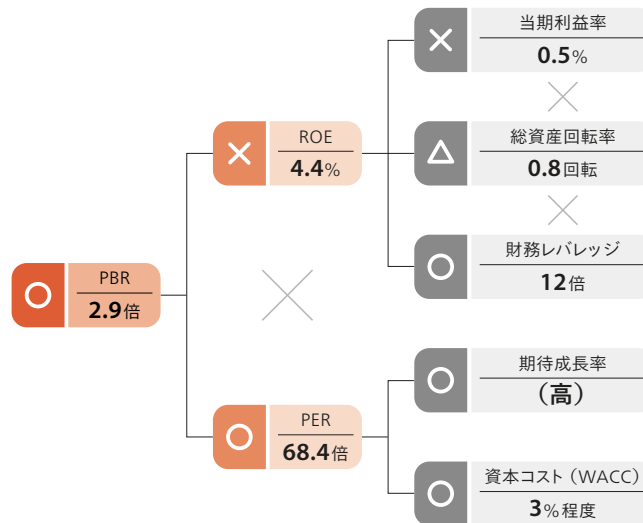 当期利益率
0.5%
ROE
4.4%
総資産回転率
0.8回転
財務レバレッジ
12倍
PBR
2.9倍
期待成長率
（高）
PER
68.4倍
資本コスト（WACC）
3%程度